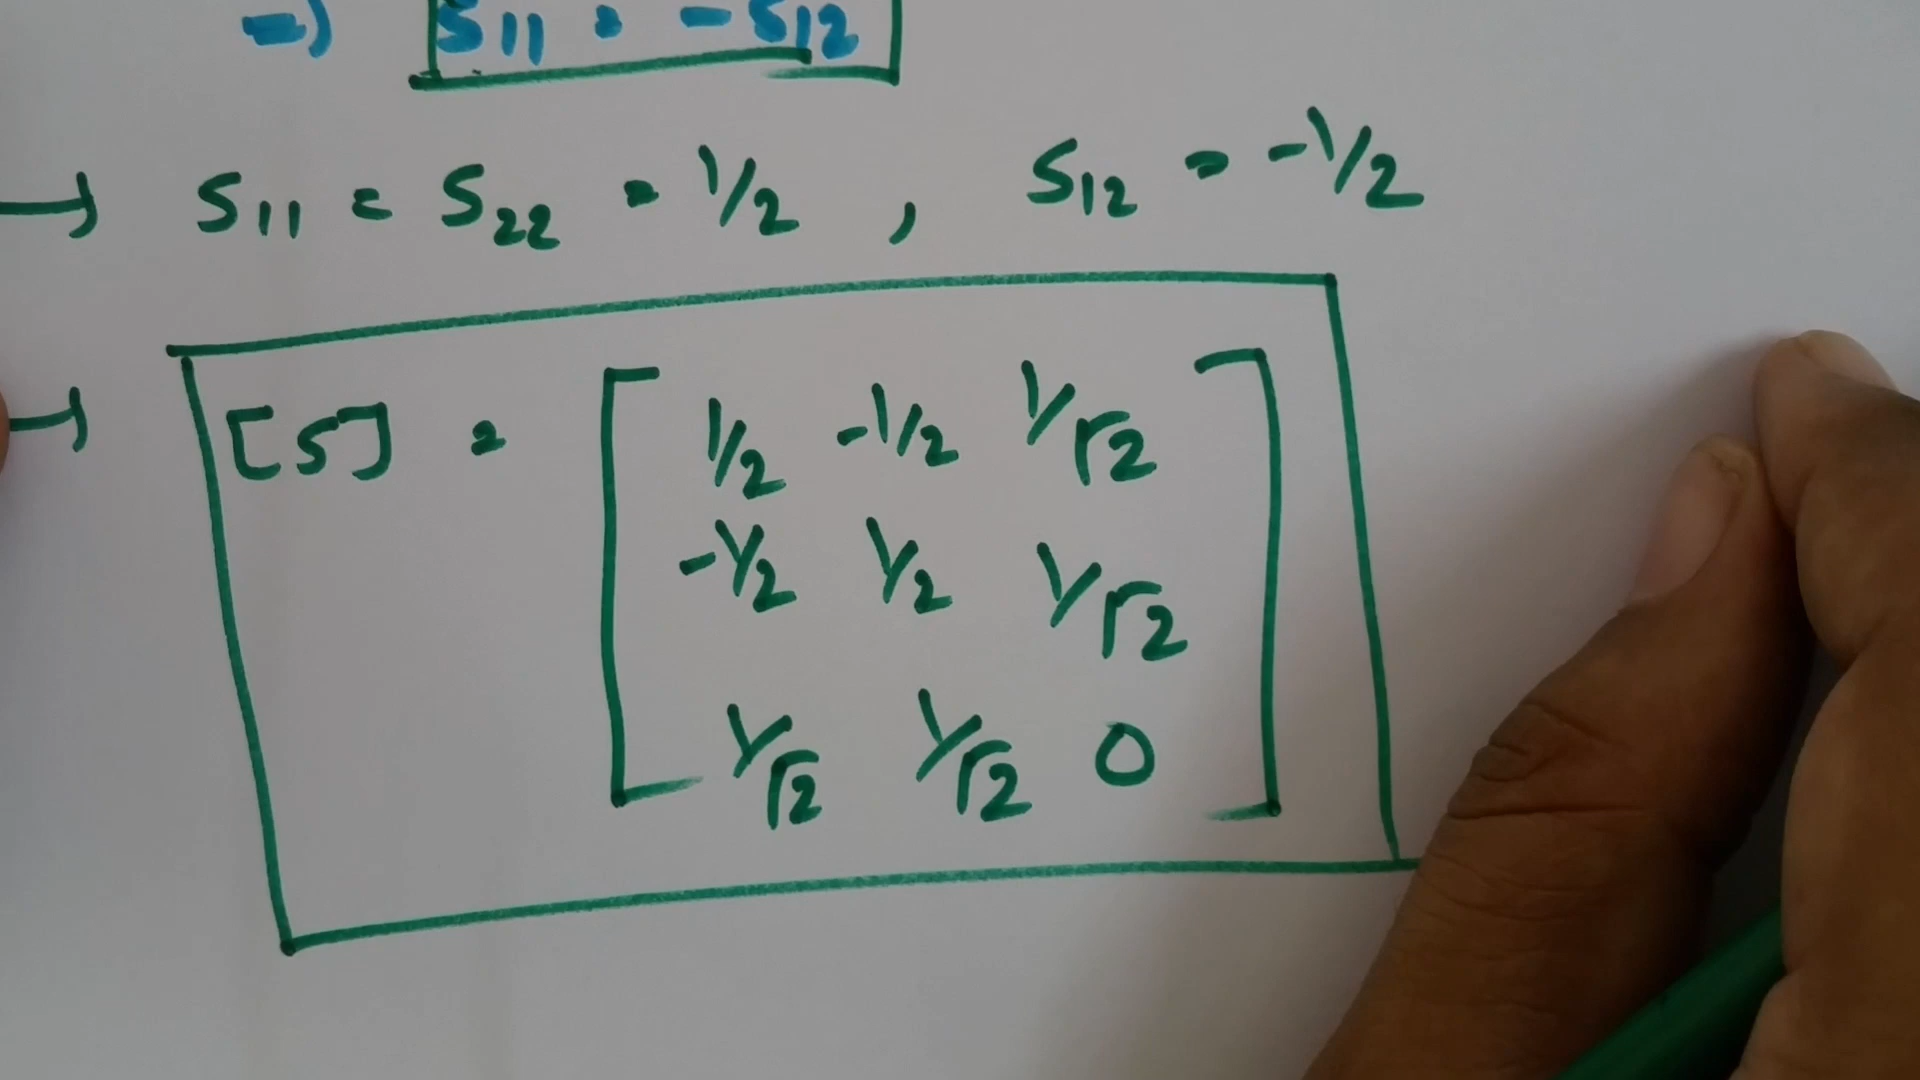 ⇒ S11 = -S12
→ S11 = S22 = 1/2 , S12 = -1/2
→ [S] = [ 1/2 -1/2 1/√2
-1/2 1/2 1/√2
1/√2 1/√2 0 ]